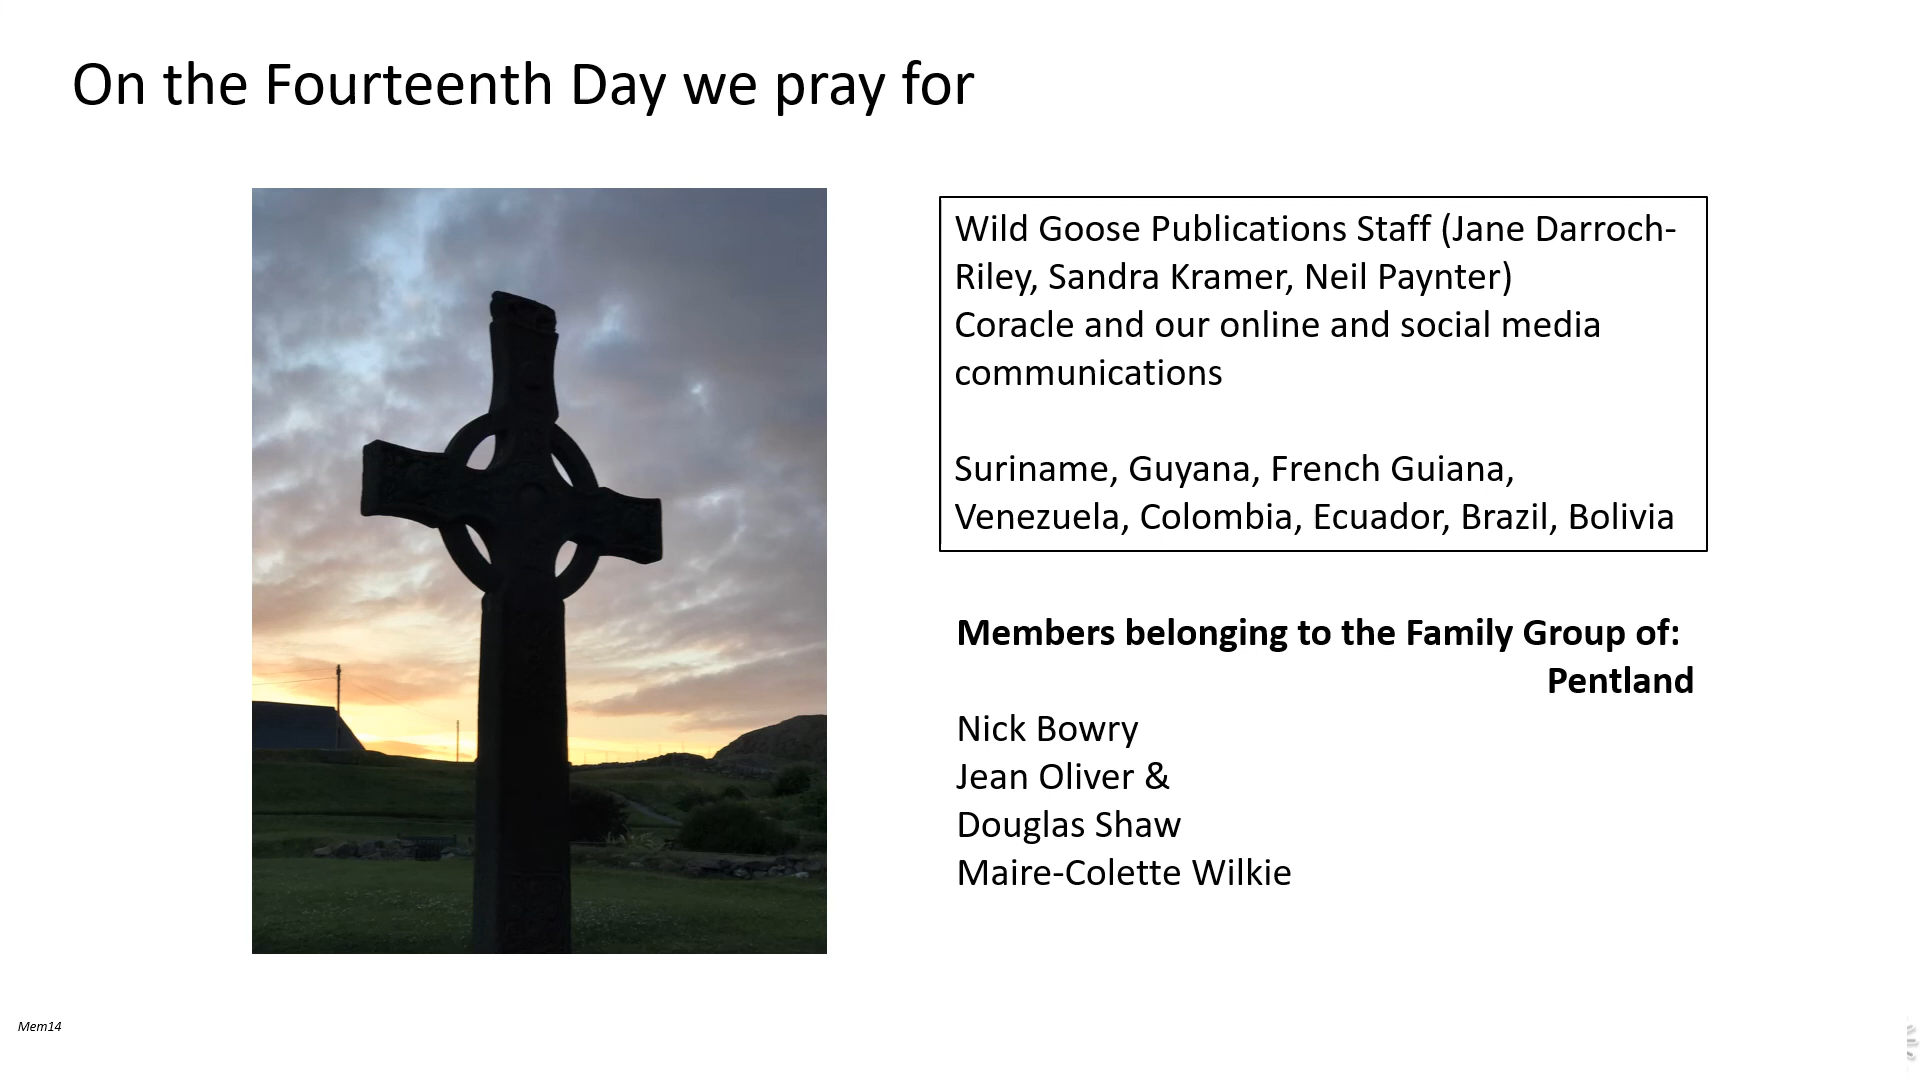 On the Fourteenth Day we pray for
Wild Goose Publications Staff (Jane Darroch-
Riley, Sandra Kramer, Neil Paynter)
Coracle and our online and social media
communications
Suriname, Guyana, French Guiana,
Venezuela, Colombia, Ecuador, Brazil, Bolivia
Members belonging to the Family Group of:
Pentland
Nick Bowry
Jean Oliver &
Douglas Shaw
Maire-Colette Wilkie
Mem14